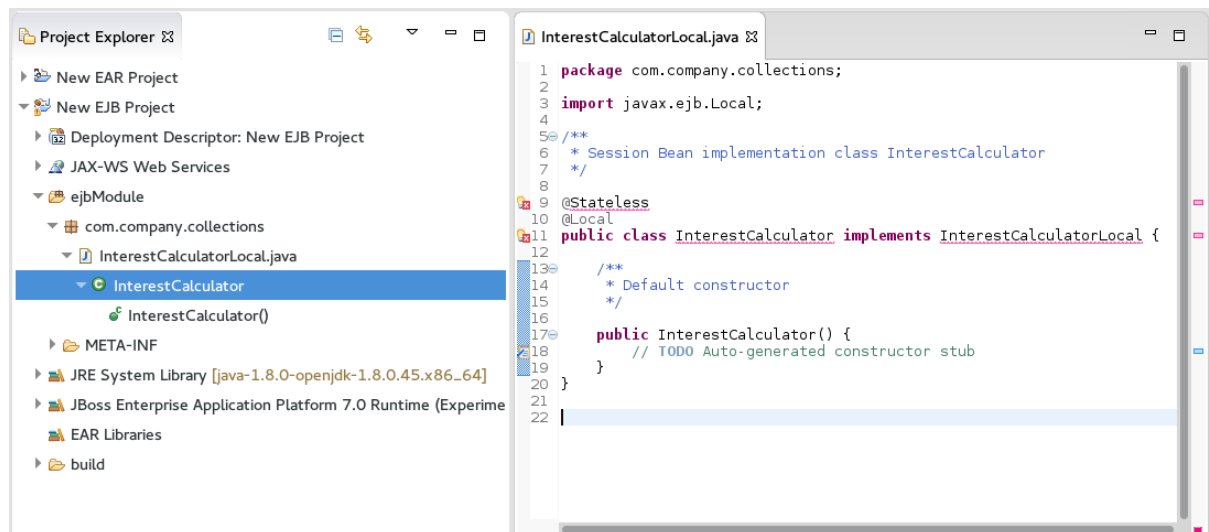 Project Explorer
New EAR Project
New EJB Project
Deployment Descriptor: New EJB Project
JAX-WS Web Services
ejbModule
com.company.collections
InterestCalculatorLocal.java
InterestCalculator
InterestCalculator()
META-INF
JRE System Library [java-1.8.0-openjdk-1.8.0.45.x86_64]
JBoss Enterprise Application Platform 7.0 Runtime (Experime
EAR Libraries
build
InterestCalculatorLocal.java
1 package com.company.collections;
2
3 import javax.ejb.Local;
4
5 /**
6 * Session Bean implementation class InterestCalculator
7 */
8
9 @Stateless
10 @Local
11 public class InterestCalculator implements InterestCalculatorLocal {
12
13 /**
14 * Default constructor
15 */
16
17 public InterestCalculator() {
18 // TODO Auto-generated constructor stub
19 }
20 }
21
22